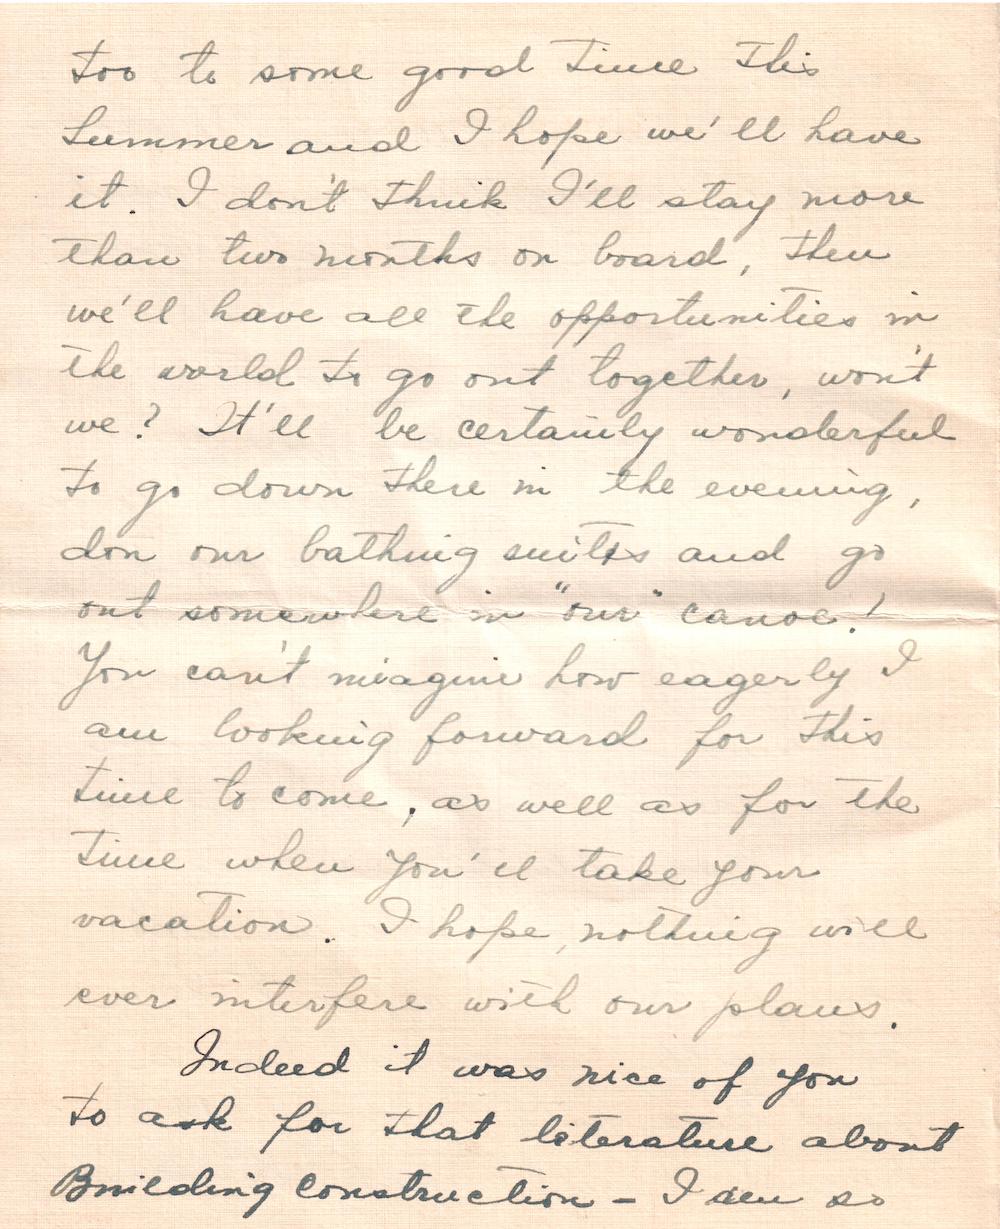 too to some good time this
Summer and I hope we'll have
it. I don't think I'll stay more
than two months on board, then
we'll have all the opportunities in
the world to go out together, won't
we? It'll be certainly wonderful
to go down there in the evening,
don our bathing suits and go
out somewhere in "our" canoe!
You can't imagine how eagerly I
am looking forward for this
time to come, as well as for the
time when you'll take your
vacation. I hope, nothing will
ever interfere with our plans.
Indeed it was nice of you
to ask for that literature about
Building Construction – I am so